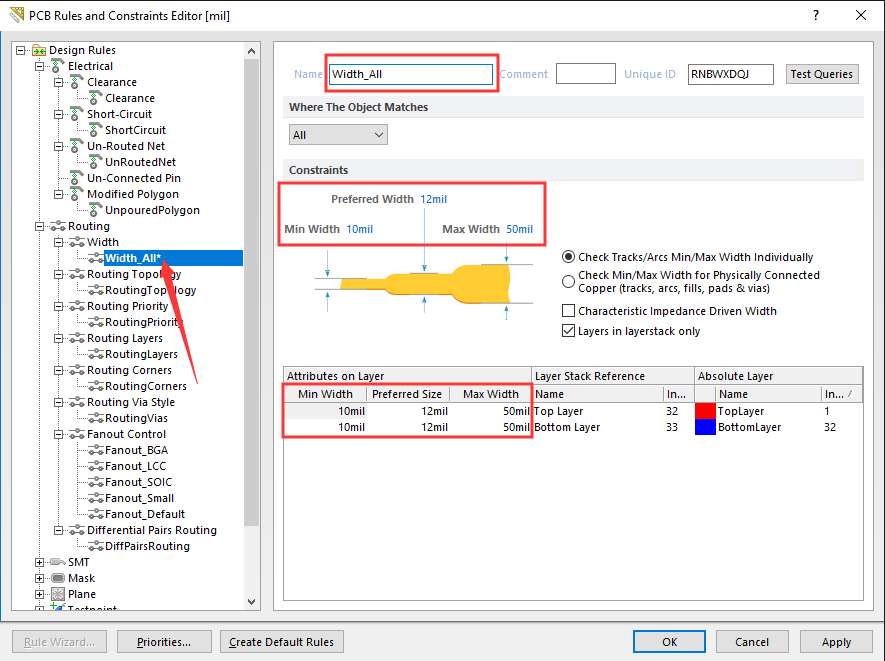 PCB Rules and Constraints Editor [mil]
?
Design Rules
Electrical
Clearance
Clearance
Short-Circuit
ShortCircuit
Un-Routed Net
UnRoutedNet
Un-Connected Pin
Modified Polygon
UnpouredPolygon
Routing
Width
Width_All*
Routing Topology
RoutingTopology
Routing Priority
RoutingPriority
Routing Layers
RoutingLayers
Routing Corners
RoutingCorners
Routing Via Style
RoutingVias
Fanout Control
Fanout_BGA
Fanout_LCC
Fanout_SOIC
Fanout_Small
Fanout_Default
Differential Pairs Routing
DiffPairsRouting
SMT
Mask
Plane
Testpoint
Name Width_All Comment Unique ID RNBWXDQJ Test Queries
Where The Object Matches
All
Constraints
Preferred Width 12mil
Min Width 10mil Max Width 50mil
Check Tracks/Arcs Min/Max Width Individually
Check Min/Max Width for Physically Connected
Copper (tracks, arcs, fills, pads & vias)
Characteristic Impedance Driven Width
Layers in layerstack only
Attributes on Layer Layer Stack Reference Absolute Layer
Min Width Preferred Size Max Width Name In... Name In...
10mil 12mil 50mil Top Layer 32 TopLayer 1
10mil 12mil 50mil Bottom Layer 33 BottomLayer 32
Rule Wizard... Priorities... Create Default Rules OK Cancel Apply